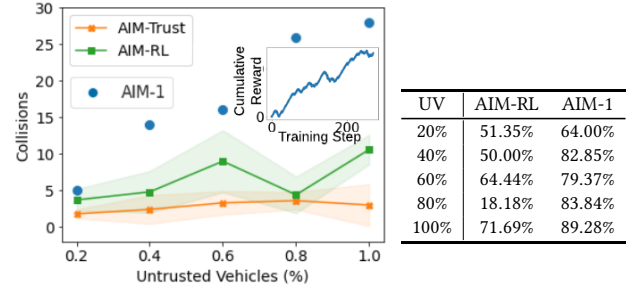 30
25
20
15
10
5
0
Collisions
AIM-Trust
AIM-RL
AIM-1
Cumulative
Reward
0
0
200
Training Step
0.2
0.4
0.6
0.8
1.0
Untrusted Vehicles (%)
UV AIM-RL AIM-1
20% 51.35% 64.00%
40% 50.00% 82.85%
60% 64.44% 79.37%
80% 18.18% 83.84%
100% 71.69% 89.28%